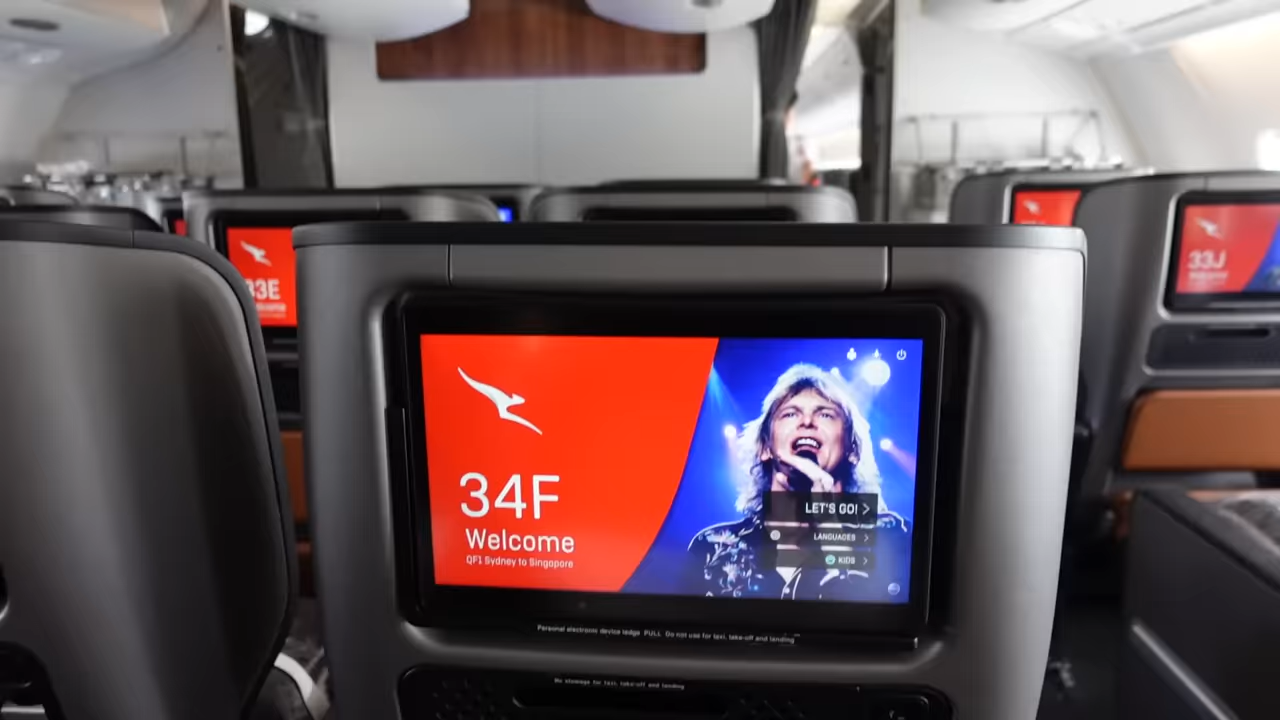 33E
33J
34F
Welcome
QF1 Sydney to Singapore
LET'S GO!
LANGUAGES
KIDS
Personal electronic device ledge PULL Do not use for taxi, take-off and landing
No stowage for taxi, take-off and landing